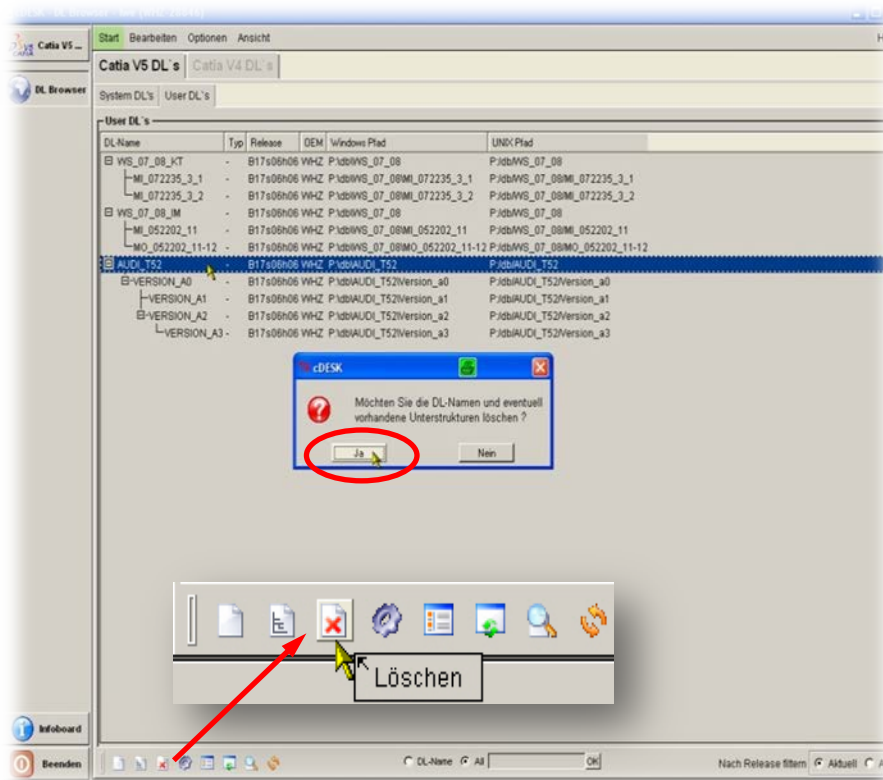 Start Bearbeiten Optionen Ansicht
Catia V5 ...
Catia V5 DL´s Catia V4 DL´s
DL Browser
System DL's User DL´s
User DL´s
DL-Name Typ Release OEM Windows Pfad UNIX Pfad
WS_07_08_KT - B17s06h06 WHZ P:\db\WS_07_08 P:/db/WS_07_08
MI_072235_3_1 - B17s06h06 WHZ P:\db\WS_07_08\MI_072235_3_1 P:/db/WS_07_08/MI_072235_3_1
MI_072235_3_2 - B17s06h06 WHZ P:\db\WS_07_08\MI_072235_3_2 P:/db/WS_07_08/MI_072235_3_2
WS_07_08_IM - B17s06h06 WHZ P:\db\WS_07_08 P:/db/WS_07_08
MI_052202_11 - B17s06h06 WHZ P:\db\WS_07_08\MI_052202_11 P:/db/WS_07_08/MI_052202_11
MO_052202_11-12 - B17s06h06 WHZ P:\db\WS_07_08\MO_052202_11-12 P:/db/WS_07_08/MO_052202_11-12
AUDI_T52 - B17s06h06 WHZ P:\db\AUDI_T52 P:/db/AUDI_T52
VERSION_A0 - B17s06h06 WHZ P:\db\AUDI_T52\Version_a0 P:/db/AUDI_T52/Version_a0
VERSION_A1 - B17s06h06 WHZ P:\db\AUDI_T52\Version_a1 P:/db/AUDI_T52/Version_a1
VERSION_A2 - B17s06h06 WHZ P:\db\AUDI_T52\Version_a2 P:/db/AUDI_T52/Version_a2
VERSION_A3 - B17s06h06 WHZ P:\db\AUDI_T52\Version_a3 P:/db/AUDI_T52/Version_a3
cDESK
Möchten Sie die DL-Namen und eventuell
vorhandene Unterstrukturen löschen ?
Ja Nein
Löschen
Infoboard
Beenden
DL-Name All OK Nach Release filtern Aktuell